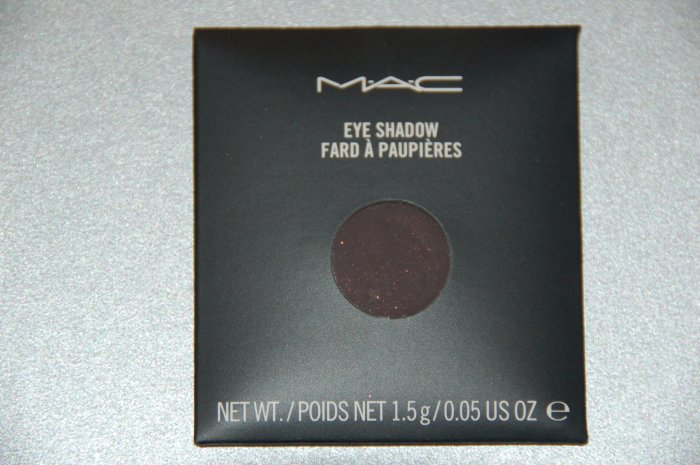 M·A·C
EYE SHADOW
FARD À PAUPIÈRES
NET WT. / POIDS NET 1.5 g / 0.05 US OZ ℮